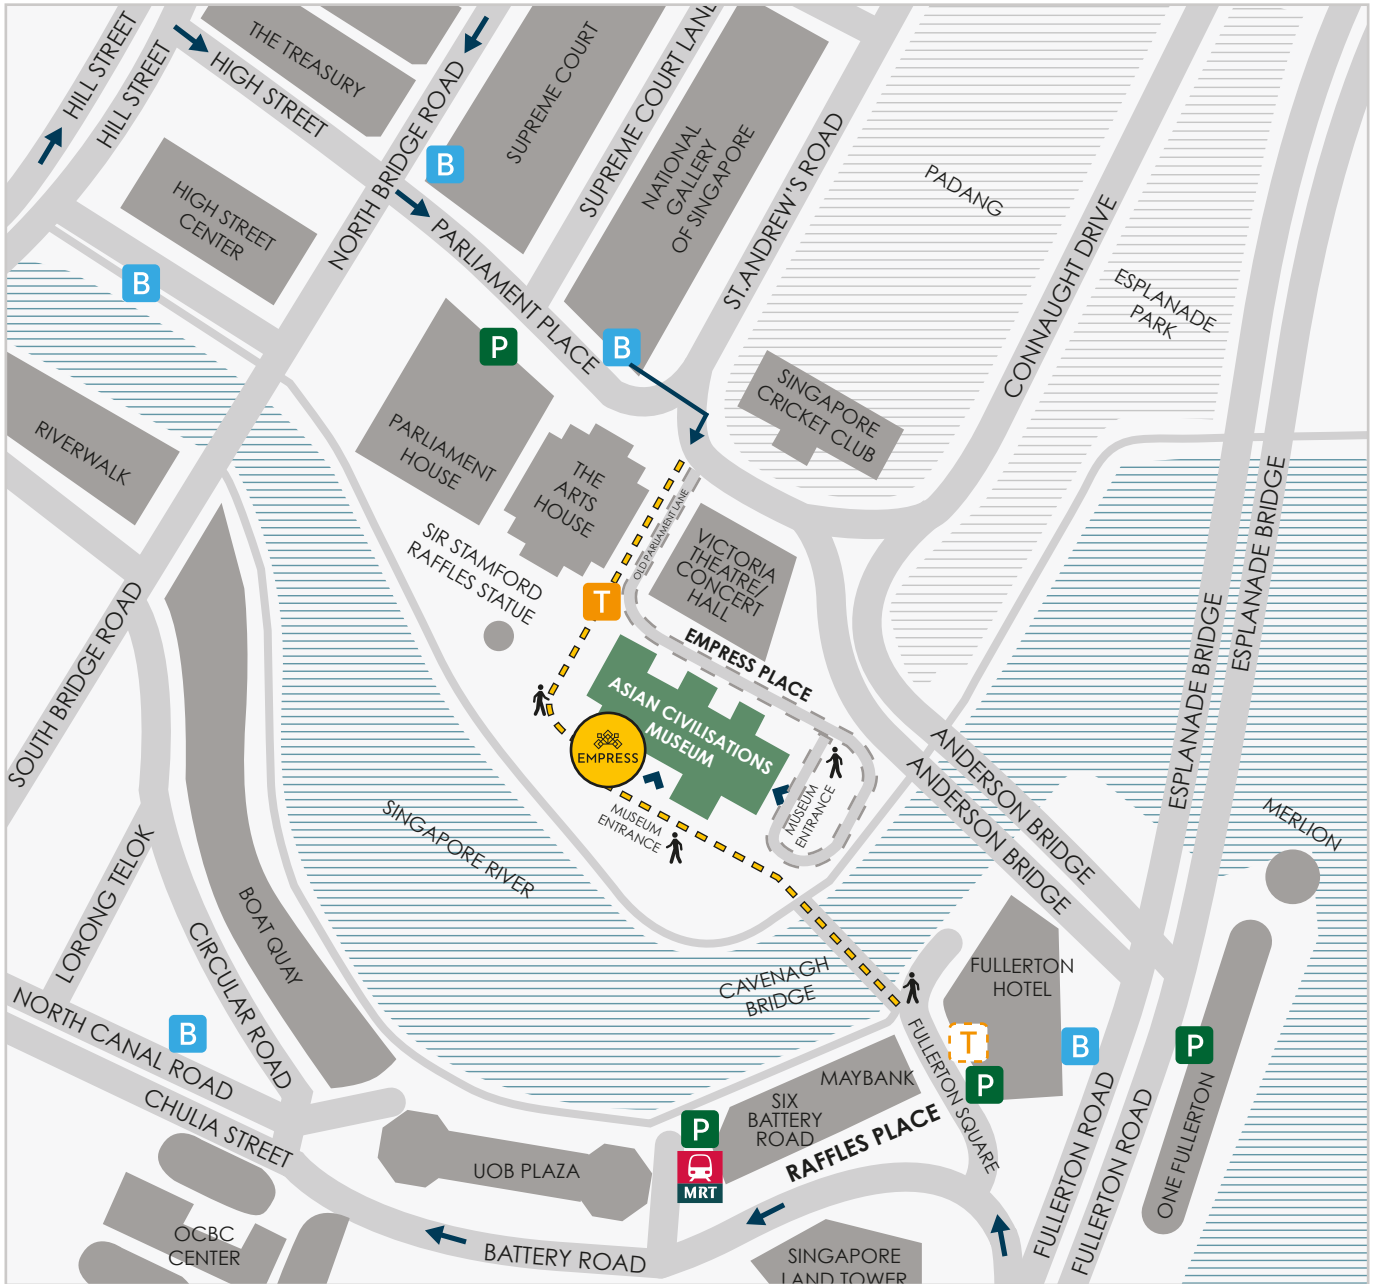 HILL STREET
HILL STREET
THE TREASURY
HIGH STREET
NORTH BRIDGE ROAD
B
SUPREME COURT
SUPREME COURT LANE
NATIONAL
GALLERY
OF SINGAPORE
ST.ANDREW'S ROAD
PADANG
CONNAUGHT DRIVE
ESPLANADE
PARK
HIGH STREET
CENTER
B
PARLIAMENT PLACE
P
B
SINGAPORE
CRICKET CLUB
RIVERWALK
PARLIAMENT
HOUSE
THE
ARTS
HOUSE
OLD PARLIAMENT LANE
VICTORIA
THEATRE/
CONCERT
HALL
SIR STAMFORD
RAFFLES STATUE
T
EMPRESS PLACE
ESPLANADE BRIDGE
ESPLANADE BRIDGE
SOUTH BRIDGE ROAD
ASIAN CIVILISATIONS
MUSEUM
EMPRESS
MUSEUM
ENTRANCE
MUSEUM
ENTRANCE
ANDERSON BRIDGE
ANDERSON BRIDGE
MERLION
SINGAPORE RIVER
LORONG TELOK
CIRCULAR ROAD
BOAT QUAY
CAVENAGH
BRIDGE
FULLERTON
HOTEL
NORTH CANAL ROAD
B
T
B
P
P
FULLERTON SQUARE
MAYBANK
CHULIA STREET
SIX
BATTERY
ROAD
RAFFLES PLACE
P
MRT
UOB PLAZA
FULLERTON ROAD
FULLERTON ROAD
ONE FULLERTON
OCBC
CENTER
BATTERY ROAD
SINGAPORE
LAND TOWER